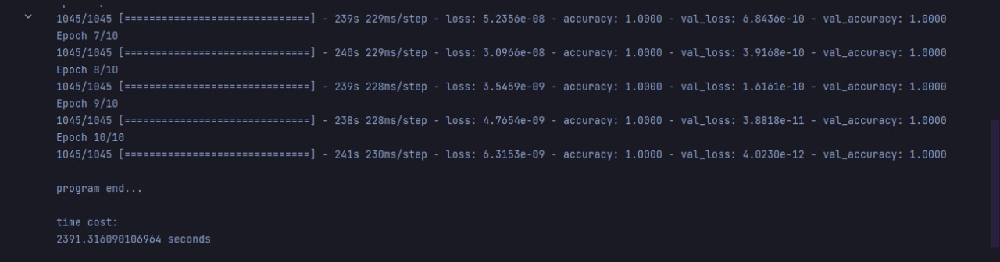 1045/1045 [==============================] - 239s 229ms/step - loss: 5.2356e-08 - accuracy: 1.0000 - val_loss: 6.8436e-10 - val_accuracy: 1.0000
Epoch 7/10
1045/1045 [==============================] - 240s 229ms/step - loss: 3.0966e-08 - accuracy: 1.0000 - val_loss: 3.9168e-10 - val_accuracy: 1.0000
Epoch 8/10
1045/1045 [==============================] - 239s 228ms/step - loss: 3.5459e-09 - accuracy: 1.0000 - val_loss: 1.6161e-10 - val_accuracy: 1.0000
Epoch 9/10
1045/1045 [==============================] - 238s 228ms/step - loss: 4.7654e-09 - accuracy: 1.0000 - val_loss: 3.8818e-11 - val_accuracy: 1.0000
Epoch 10/10
1045/1045 [==============================] - 241s 230ms/step - loss: 6.3153e-09 - accuracy: 1.0000 - val_loss: 4.0230e-12 - val_accuracy: 1.0000
program end...
time cost:
2391.316090106964 seconds